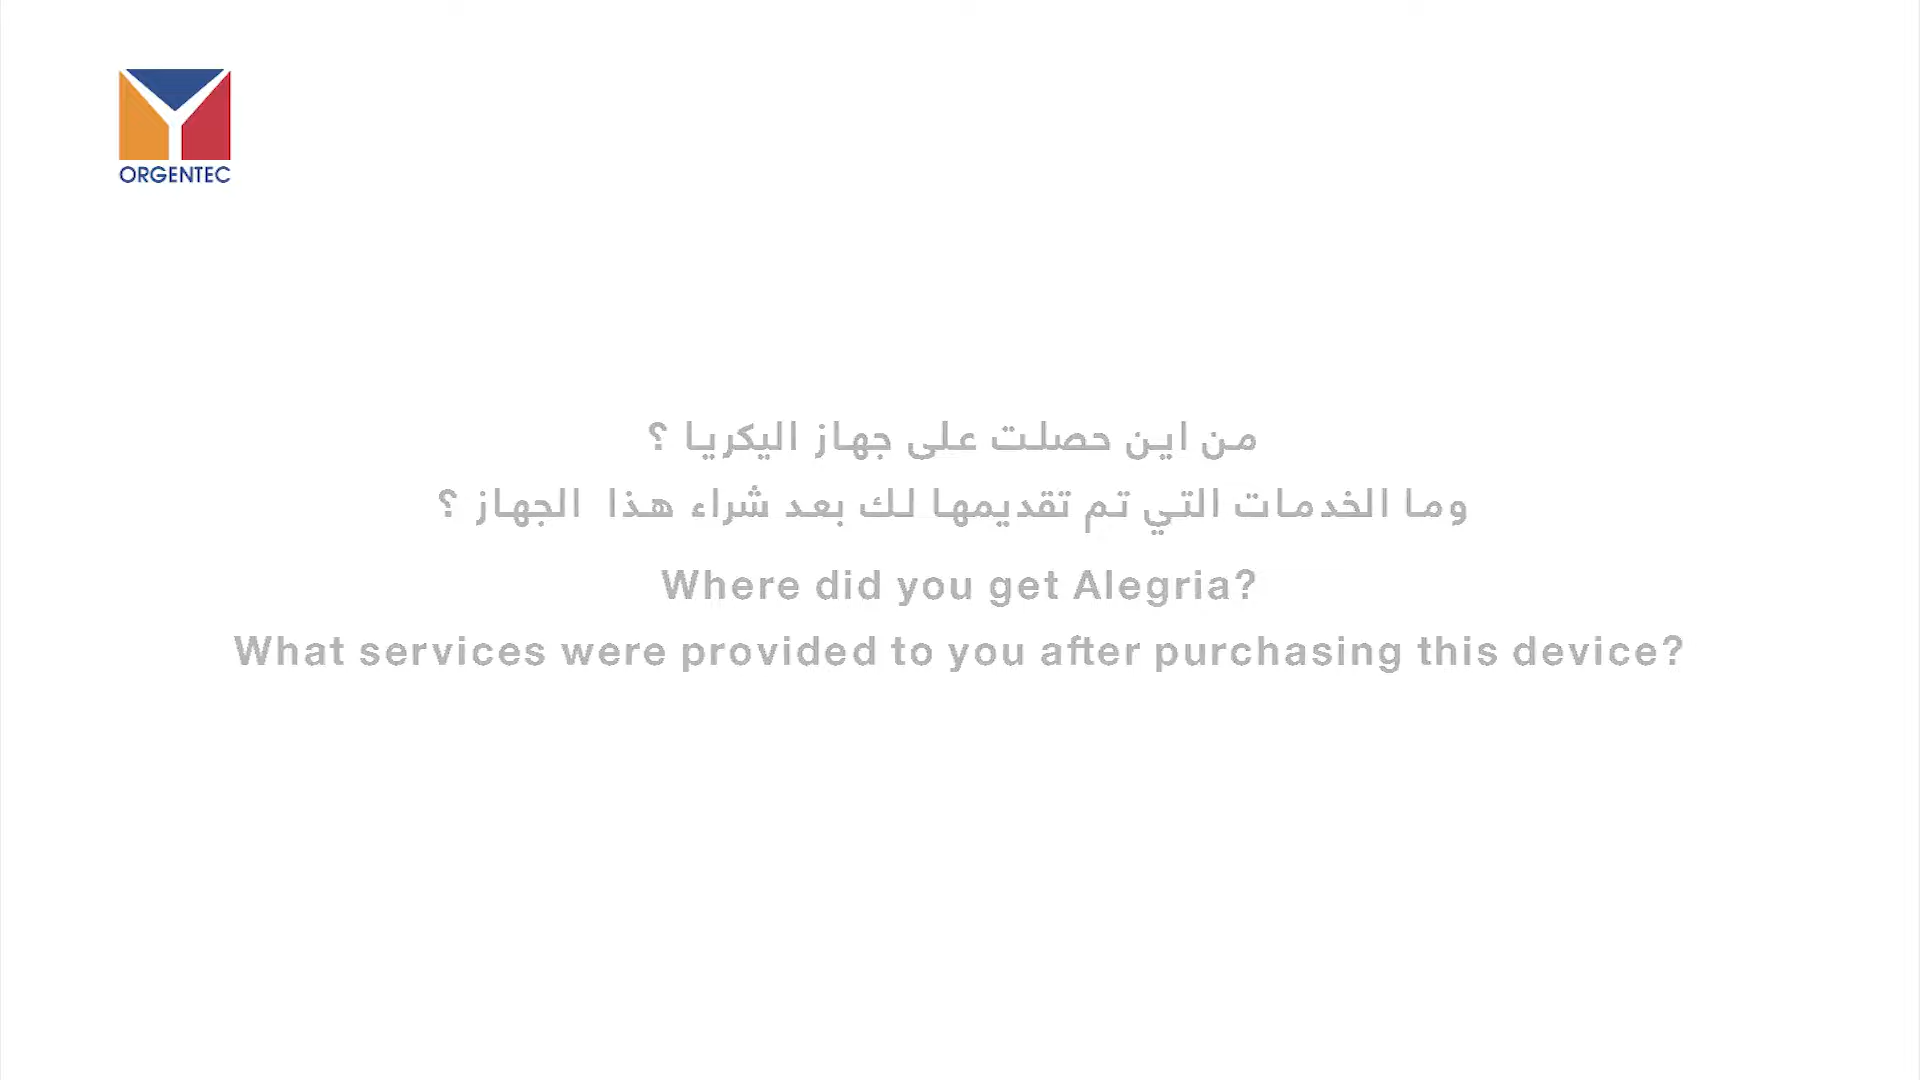 ORGENTEC
من اين حصلت على جهاز اليكريا ؟
وما الخدمات التي تم تقديمها لك بعد شراء هذا الجهاز ؟
Where did you get Alegria?
What services were provided to you after purchasing this device?